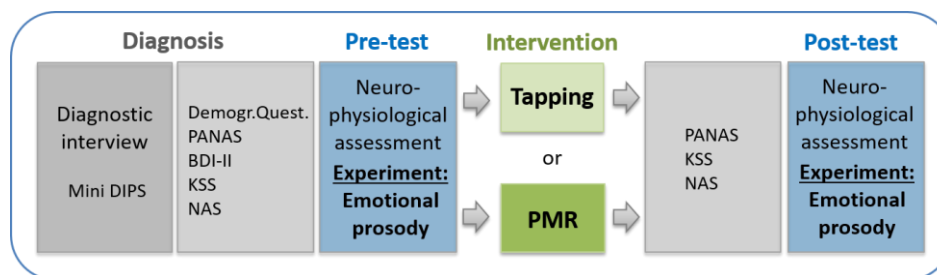 Diagnosis
Pre-test
Intervention
Post-test
Diagnostic
interview
Mini DIPS
Demogr.Quest.
PANAS
BDI-II
KSS
NAS
Neuro-
physiological
assessment
Experiment:
Emotional
prosody
Tapping
or
PMR
PANAS
KSS
NAS
Neuro-
physiological
assessment
Experiment:
Emotional
prosody